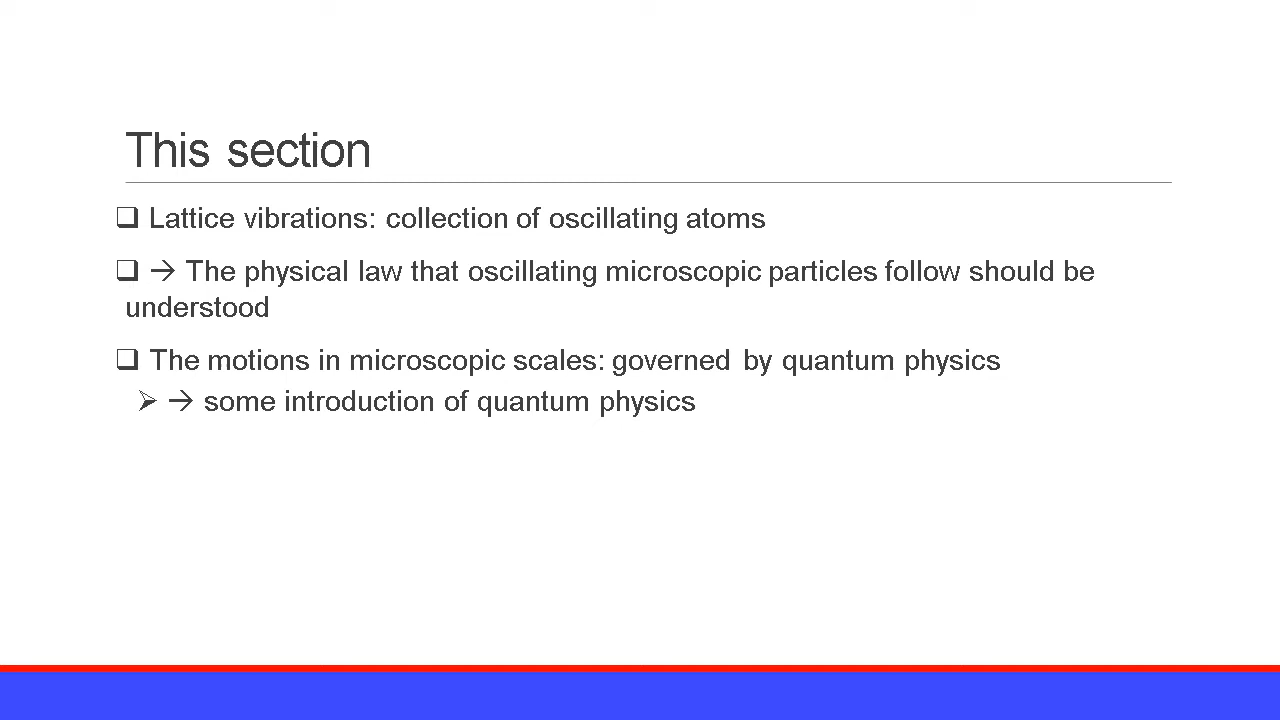 This section
❑ Lattice vibrations: collection of oscillating atoms
❑ → The physical law that oscillating microscopic particles follow should be
understood
❑ The motions in microscopic scales: governed by quantum physics
➢ → some introduction of quantum physics